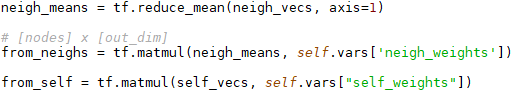 neigh_means = tf.reduce_mean(neigh_vecs, axis=1)
# [nodes] x [out_dim]
from_neighs = tf.matmul(neigh_means, self.vars['neigh_weights'])
from_self = tf.matmul(self_vecs, self.vars["self_weights"])